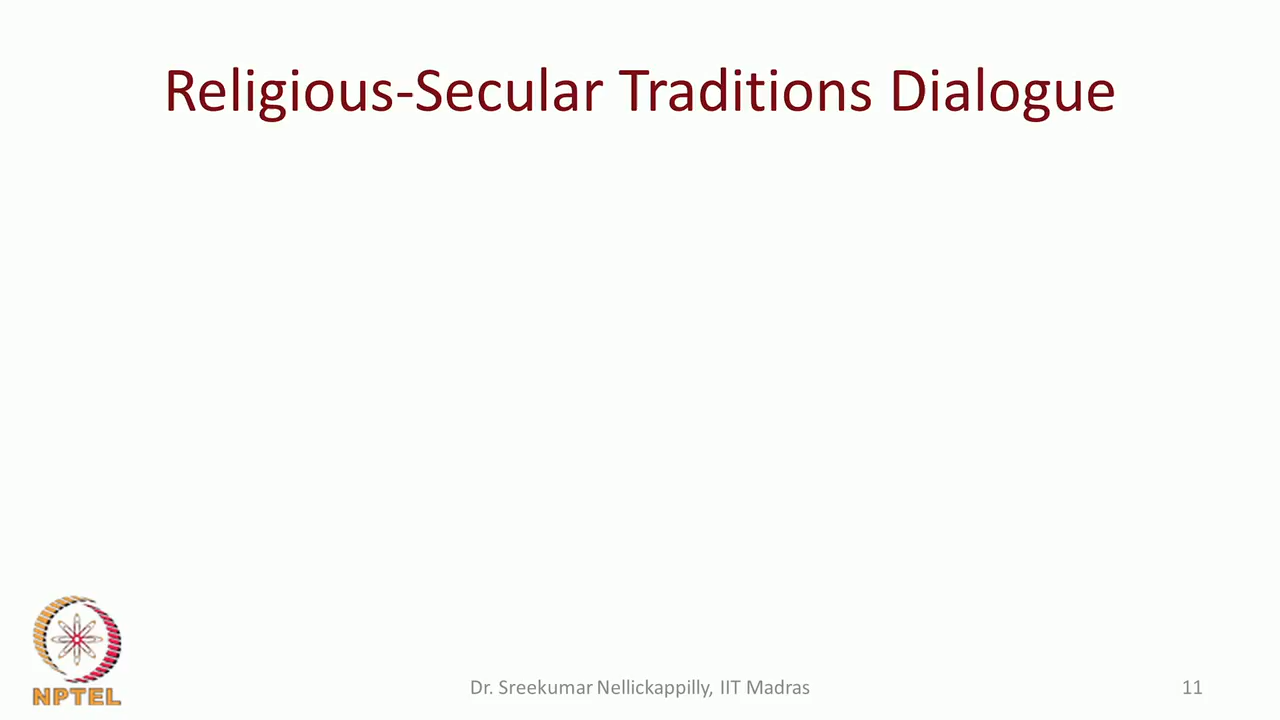 Religious-Secular Traditions Dialogue
NPTEL
Dr. Sreekumar Nellickappilly, IIT Madras
11